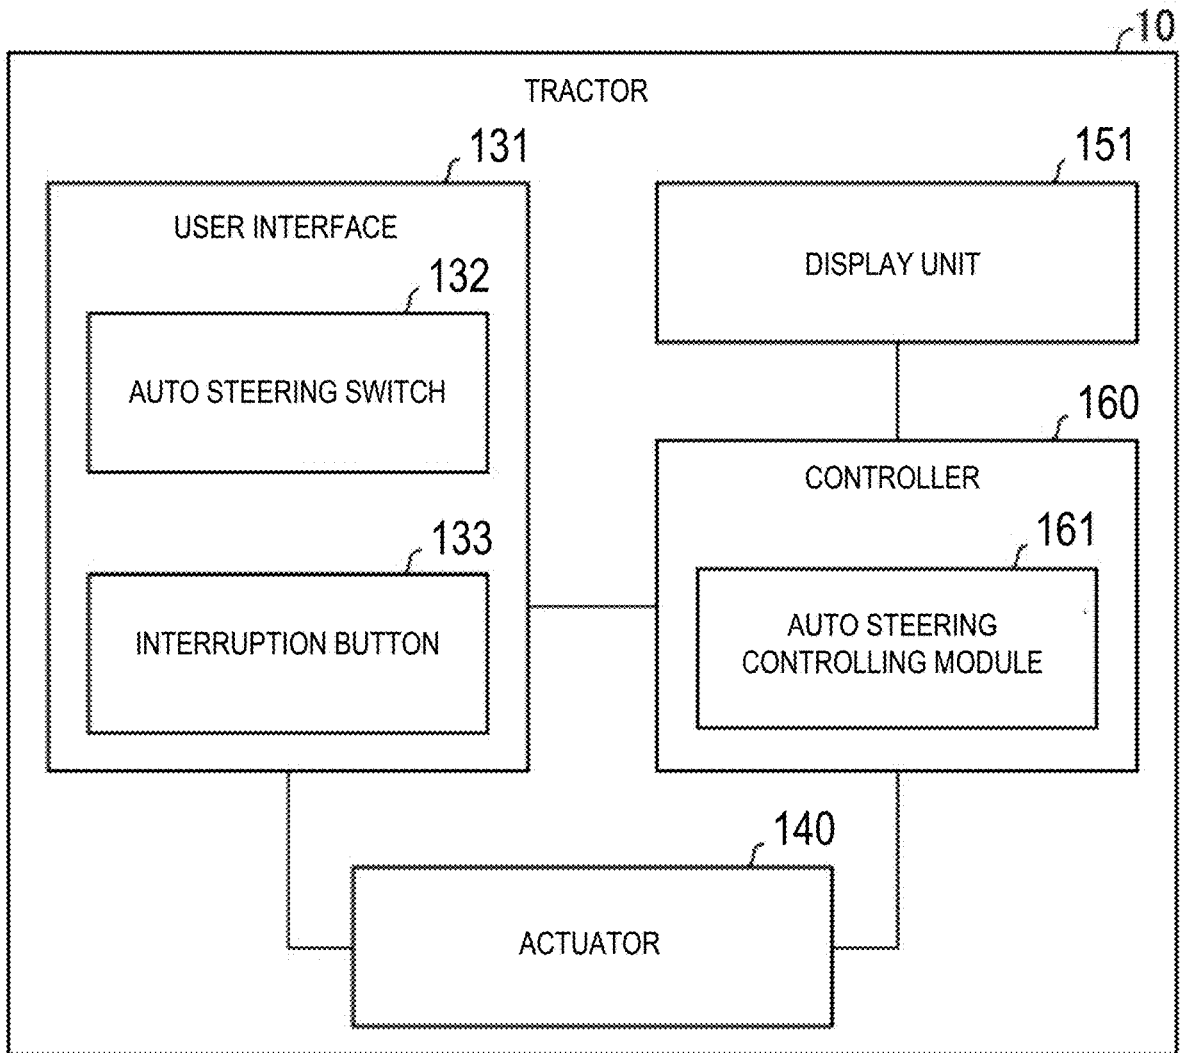 10
TRACTOR
131
USER INTERFACE
132
AUTO STEERING SWITCH
133
INTERRUPTION BUTTON
151
DISPLAY UNIT
160
CONTROLLER
161
AUTO STEERING
CONTROLLING MODULE
140
ACTUATOR